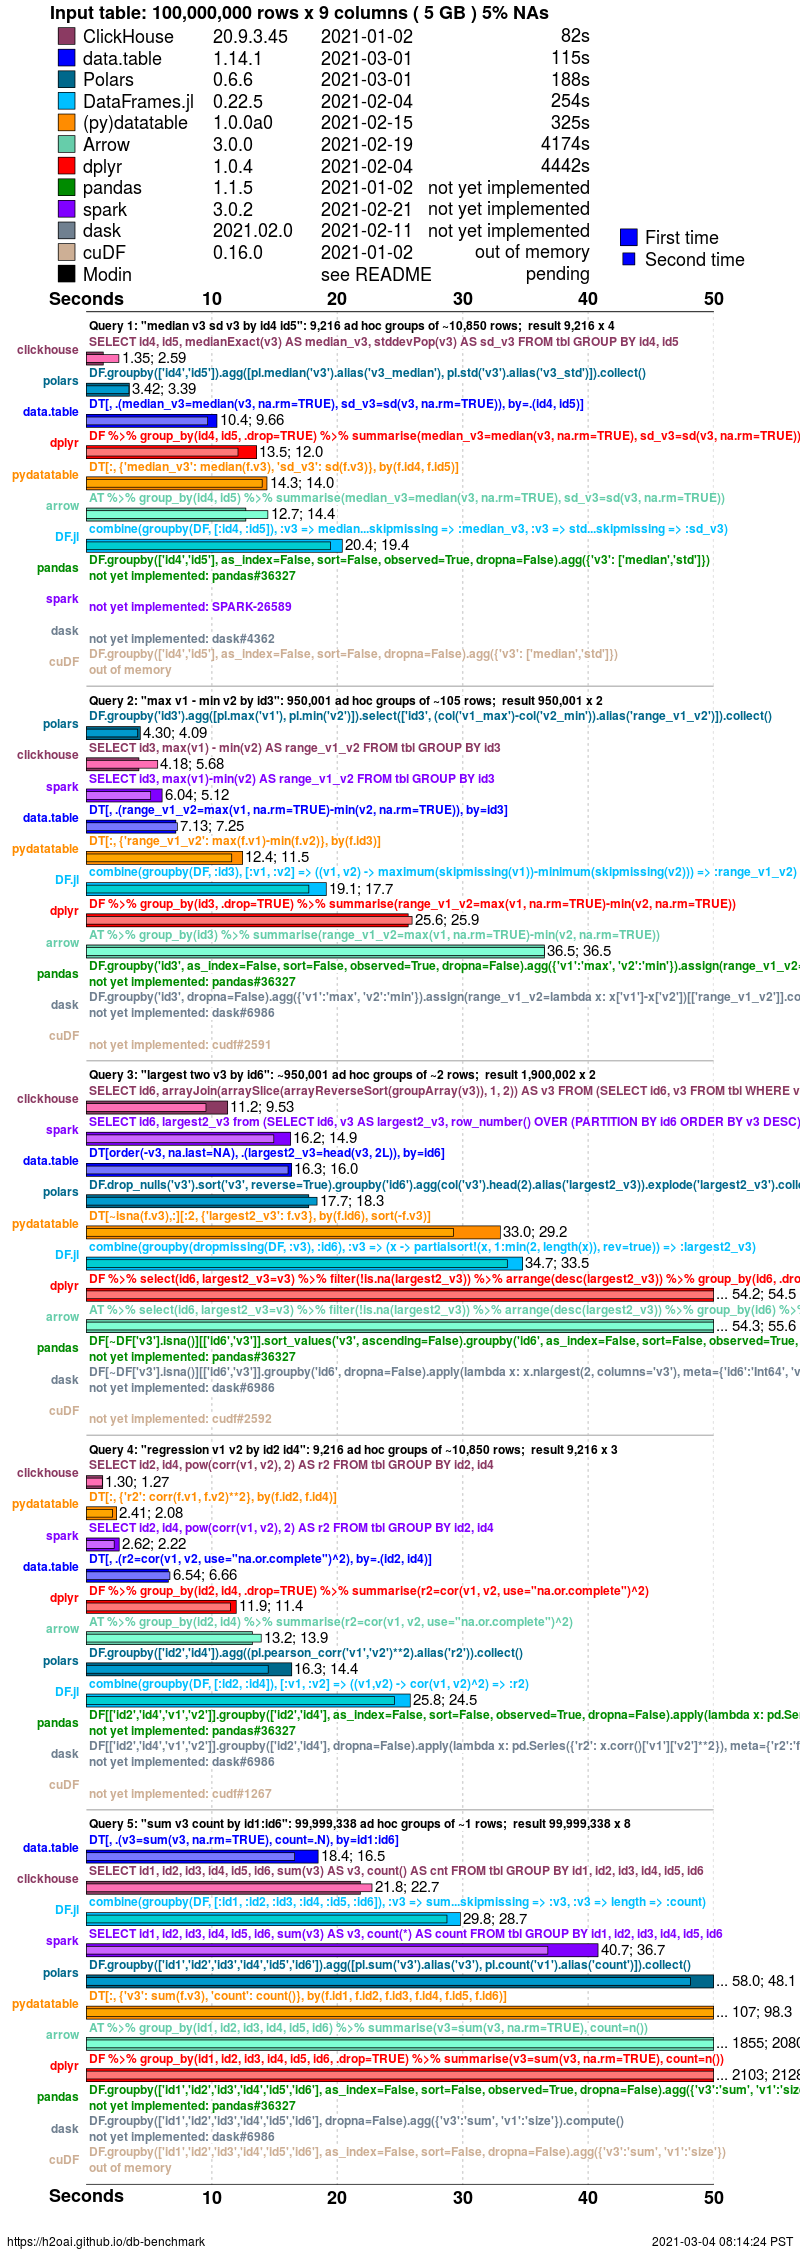 Input table: 100,000,000 rows x 9 columns ( 5 GB ) 5% NAs
ClickHouse 20.9.3.45 2021-01-02 82s
data.table 1.14.1 2021-03-01 115s
Polars 0.6.6 2021-03-01 188s
DataFrames.jl 0.22.5 2021-02-04 254s
(py)datatable 1.0.0a0 2021-02-15 325s
Arrow 3.0.0 2021-02-19 4174s
dplyr 1.0.4 2021-02-04 4442s
pandas 1.1.5 2021-01-02 not yet implemented
spark 3.0.2 2021-02-21 not yet implemented
dask 2021.02.0 2021-02-11 not yet implemented
cuDF 0.16.0 2021-01-02 out of memory
Modin see README pending
First time
Second time
Seconds 10 20 30 40 50
Query 1: "median v3 sd v3 by id4 id5": 9,216 ad hoc groups of ~10,850 rows; result 9,216 x 4
SELECT id4, id5, medianExact(v3) AS median_v3, stddevPop(v3) AS sd_v3 FROM tbl GROUP BY id4, id5
clickhouse 1.35; 2.59
DF.groupby(['id4','id5']).agg([pl.median('v3').alias('v3_median'), pl.std('v3').alias('v3_std')]).collect()
polars 3.42; 3.39
DT[, .(median_v3=median(v3, na.rm=TRUE), sd_v3=sd(v3, na.rm=TRUE)), by=.(id4, id5)]
data.table 10.4; 9.66
DF %>% group_by(id4, id5, .drop=TRUE) %>% summarise(median_v3=median(v3, na.rm=TRUE), sd_v3=sd(v3, na.rm=TRUE))
dplyr 13.5; 12.0
DT[:, {'median_v3': median(f.v3), 'sd_v3': sd(f.v3)}, by(f.id4, f.id5)]
pydatatable 14.3; 14.0
AT %>% group_by(id4, id5) %>% summarise(median_v3=median(v3, na.rm=TRUE), sd_v3=sd(v3, na.rm=TRUE))
arrow 12.7; 14.4
combine(groupby(DF, [:id4, :id5]), :v3 => median...skipmissing => :median_v3, :v3 => std...skipmissing => :sd_v3)
DF.jl 20.4; 19.4
DF.groupby(['id4','id5'], as_index=False, sort=False, observed=True, dropna=False).agg({'v3': ['median','std']})
pandas not yet implemented: pandas#36327
spark not yet implemented: SPARK-26589
dask not yet implemented: dask#4362
DF.groupby(['id4','id5'], as_index=False, sort=False, dropna=False).agg({'v3': ['median','std']})
cuDF out of memory
Query 2: "max v1 - min v2 by id3": 950,001 ad hoc groups of ~105 rows; result 950,001 x 2
DF.groupby('id3').agg([pl.max('v1'), pl.min('v2')]).select(['id3', (col('v1_max')-col('v2_min')).alias('range_v1_v2')]).collect()
polars 4.30; 4.09
SELECT id3, max(v1) - min(v2) AS range_v1_v2 FROM tbl GROUP BY id3
clickhouse 4.18; 5.68
SELECT id3, max(v1)-min(v2) AS range_v1_v2 FROM tbl GROUP BY id3
spark 6.04; 5.12
DT[, .(range_v1_v2=max(v1, na.rm=TRUE)-min(v2, na.rm=TRUE)), by=id3]
data.table 7.13; 7.25
DT[:, {'range_v1_v2': max(f.v1)-min(f.v2)}, by(f.id3)]
pydatatable 12.4; 11.5
combine(groupby(DF, :id3), [:v1, :v2] => ((v1, v2) -> maximum(skipmissing(v1))-minimum(skipmissing(v2))) => :range_v1_v2)
DF.jl 19.1; 17.7
DF %>% group_by(id3, .drop=TRUE) %>% summarise(range_v1_v2=max(v1, na.rm=TRUE)-min(v2, na.rm=TRUE))
dplyr 25.6; 25.9
AT %>% group_by(id3) %>% summarise(range_v1_v2=max(v1, na.rm=TRUE)-min(v2, na.rm=TRUE))
arrow 36.5; 36.5
DF.groupby('id3', as_index=False, sort=False, observed=True, dropna=False).agg({'v1':'max', 'v2':'min'}).assign(range_v1_v2=
pandas not yet implemented: pandas#36327
DF.groupby('id3', dropna=False).agg({'v1':'max', 'v2':'min'}).assign(range_v1_v2=lambda x: x['v1']-x['v2'])[['range_v1_v2']].co
dask not yet implemented: dask#6986
cuDF not yet implemented: cudf#2591
Query 3: "largest two v3 by id6": ~950,001 ad hoc groups of ~2 rows; result 1,900,002 x 2
SELECT id6, arrayJoin(arraySlice(arrayReverseSort(groupArray(v3)), 1, 2)) AS v3 FROM (SELECT id6, v3 FROM tbl WHERE v
clickhouse 11.2; 9.53
SELECT id6, largest2_v3 from (SELECT id6, v3 AS largest2_v3, row_number() OVER (PARTITION BY id6 ORDER BY v3 DESC)
spark 16.2; 14.9
DT[order(-v3, na.last=NA), .(largest2_v3=head(v3, 2L)), by=id6]
data.table 16.3; 16.0
DF.drop_nulls('v3').sort('v3', reverse=True).groupby('id6').agg(col('v3').head(2).alias('largest2_v3')).explode('largest2_v3').colle
polars 17.7; 18.3
DT[~isna(f.v3),:][:2, {'largest2_v3': f.v3}, by(f.id6), sort(-f.v3)]
pydatatable 33.0; 29.2
combine(groupby(dropmissing(DF, :v3), :id6), :v3 => (x -> partialsort!(x, 1:min(2, length(x)), rev=true)) => :largest2_v3)
DF.jl 34.7; 33.5
DF %>% select(id6, largest2_v3=v3) %>% filter(!is.na(largest2_v3)) %>% arrange(desc(largest2_v3)) %>% group_by(id6, .dro
dplyr ... 54.2; 54.5
AT %>% select(id6, largest2_v3=v3) %>% filter(!is.na(largest2_v3)) %>% arrange(desc(largest2_v3)) %>% group_by(id6) %>%
arrow ... 54.3; 55.6
DF[~DF['v3'].isna()][['id6','v3']].sort_values('v3', ascending=False).groupby('id6', as_index=False, sort=False, observed=True,
pandas not yet implemented: pandas#36327
DF[~DF['v3'].isna()][['id6','v3']].groupby('id6', dropna=False).apply(lambda x: x.nlargest(2, columns='v3'), meta={'id6':'Int64', 'v
dask not yet implemented: dask#6986
cuDF not yet implemented: cudf#2592
Query 4: "regression v1 v2 by id2 id4": 9,216 ad hoc groups of ~10,850 rows; result 9,216 x 3
SELECT id2, id4, pow(corr(v1, v2), 2) AS r2 FROM tbl GROUP BY id2, id4
clickhouse 1.30; 1.27
DT[:, {'r2': corr(f.v1, f.v2)**2}, by(f.id2, f.id4)]
pydatatable 2.41; 2.08
SELECT id2, id4, pow(corr(v1, v2), 2) AS r2 FROM tbl GROUP BY id2, id4
spark 2.62; 2.22
DT[, .(r2=cor(v1, v2, use="na.or.complete")^2), by=.(id2, id4)]
data.table 6.54; 6.66
DF %>% group_by(id2, id4, .drop=TRUE) %>% summarise(r2=cor(v1, v2, use="na.or.complete")^2)
dplyr 11.9; 11.4
AT %>% group_by(id2, id4) %>% summarise(r2=cor(v1, v2, use="na.or.complete")^2)
arrow 13.2; 13.9
DF.groupby(['id2','id4']).agg((pl.pearson_corr('v1','v2')**2).alias('r2')).collect()
polars 16.3; 14.4
combine(groupby(DF, [:id2, :id4]), [:v1, :v2] => ((v1,v2) -> cor(v1, v2)^2) => :r2)
DF.jl 25.8; 24.5
DF[['id2','id4','v1','v2']].groupby(['id2','id4'], as_index=False, sort=False, observed=True, dropna=False).apply(lambda x: pd.Se
pandas not yet implemented: pandas#36327
DF[['id2','id4','v1','v2']].groupby(['id2','id4'], dropna=False).apply(lambda x: pd.Series({'r2': x.corr()['v1']['v2']**2}), meta={'r2':'f
dask not yet implemented: dask#6986
cuDF not yet implemented: cudf#1267
Query 5: "sum v3 count by id1:id6": 99,999,338 ad hoc groups of ~1 rows; result 99,999,338 x 8
DT[, .(v3=sum(v3, na.rm=TRUE), count=.N), by=id1:id6]
data.table 18.4; 16.5
SELECT id1, id2, id3, id4, id5, id6, sum(v3) AS v3, count() AS cnt FROM tbl GROUP BY id1, id2, id3, id4, id5, id6
clickhouse 21.8; 22.7
combine(groupby(DF, [:id1, :id2, :id3, :id4, :id5, :id6]), :v3 => sum...skipmissing => :v3, :v3 => length => :count)
DF.jl 29.8; 28.7
SELECT id1, id2, id3, id4, id5, id6, sum(v3) AS v3, count(*) AS count FROM tbl GROUP BY id1, id2, id3, id4, id5, id6
spark 40.7; 36.7
DF.groupby(['id1','id2','id3','id4','id5','id6']).agg([pl.sum('v3').alias('v3'), pl.count('v1').alias('count')]).collect()
polars ... 58.0; 48.1
DT[:, {'v3': sum(f.v3), 'count': count()}, by(f.id1, f.id2, f.id3, f.id4, f.id5, f.id6)]
pydatatable ... 107; 98.3
AT %>% group_by(id1, id2, id3, id4, id5, id6) %>% summarise(v3=sum(v3, na.rm=TRUE), count=n())
arrow ... 1855; 2080
DF %>% group_by(id1, id2, id3, id4, id5, id6, .drop=TRUE) %>% summarise(v3=sum(v3, na.rm=TRUE), count=n())
dplyr ... 2103; 2128
DF.groupby(['id1','id2','id3','id4','id5','id6'], as_index=False, sort=False, observed=True, dropna=False).agg({'v3':'sum', 'v1':'size
pandas not yet implemented: pandas#36327
DF.groupby(['id1','id2','id3','id4','id5','id6'], dropna=False).agg({'v3':'sum', 'v1':'size'}).compute()
dask not yet implemented: dask#6986
DF.groupby(['id1','id2','id3','id4','id5','id6'], as_index=False, sort=False, dropna=False).agg({'v3':'sum', 'v1':'size'})
cuDF out of memory
Seconds 10 20 30 40 50
https://h2oai.github.io/db-benchmark 2021-03-04 08:14:24 PST